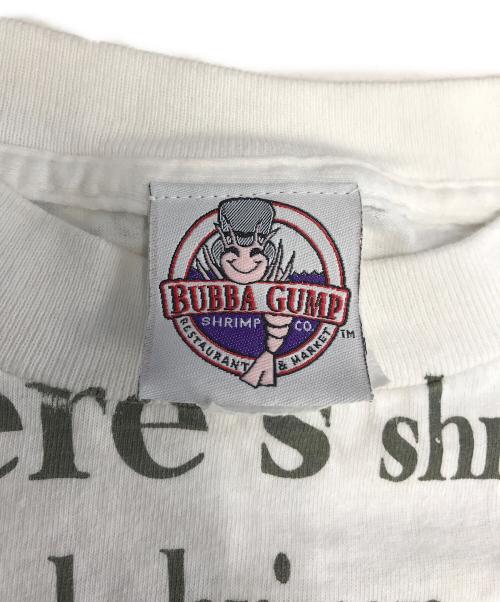 BUBBA GUMP
SHRIMP CO.
RESTAURANT & MARKET
TM
ere's shr